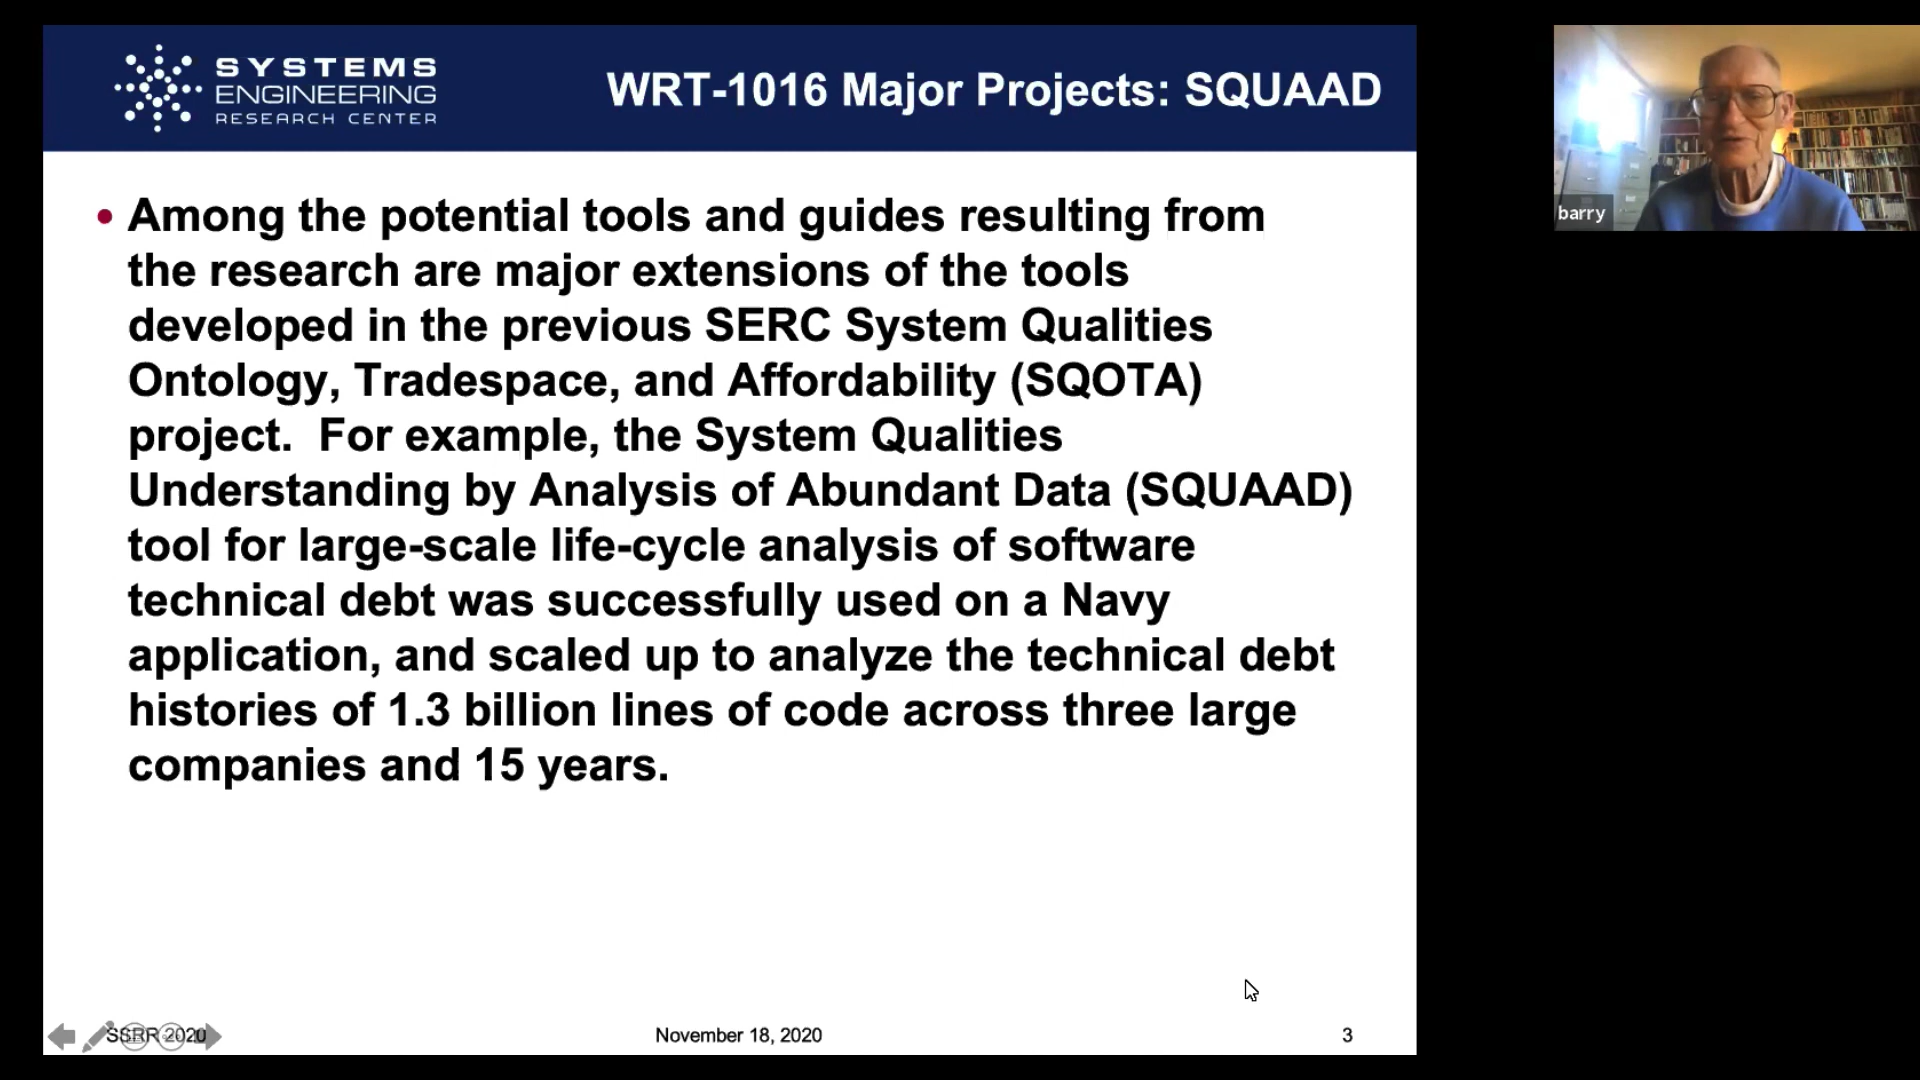 SYSTEMS
ENGINEERING
RESEARCH CENTER
WRT-1016 Major Projects: SQUAAD
• Among the potential tools and guides resulting from
the research are major extensions of the tools
developed in the previous SERC System Qualities
Ontology, Tradespace, and Affordability (SQOTA)
project.  For example, the System Qualities
Understanding by Analysis of Abundant Data (SQUAAD)
tool for large-scale life-cycle analysis of software
technical debt was successfully used on a Navy
application, and scaled up to analyze the technical debt
histories of 1.3 billion lines of code across three large
companies and 15 years.
SSRR 2020
November 18, 2020
3
barry